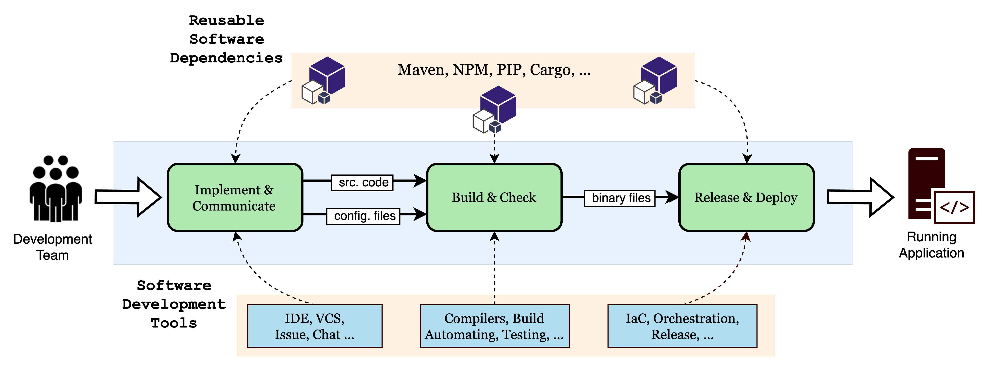 Reusable
Software
Dependencies
Maven, NPM, PIP, Cargo, ...
Development
Team
Implement &
Communicate
src. code
config. files
Build & Check
binary files
Release & Deploy
</>
Running
Application
Software
Development
Tools
IDE, VCS,
Issue, Chat ...
Compilers, Build
Automating, Testing, ...
IaC, Orchestration,
Release, ...